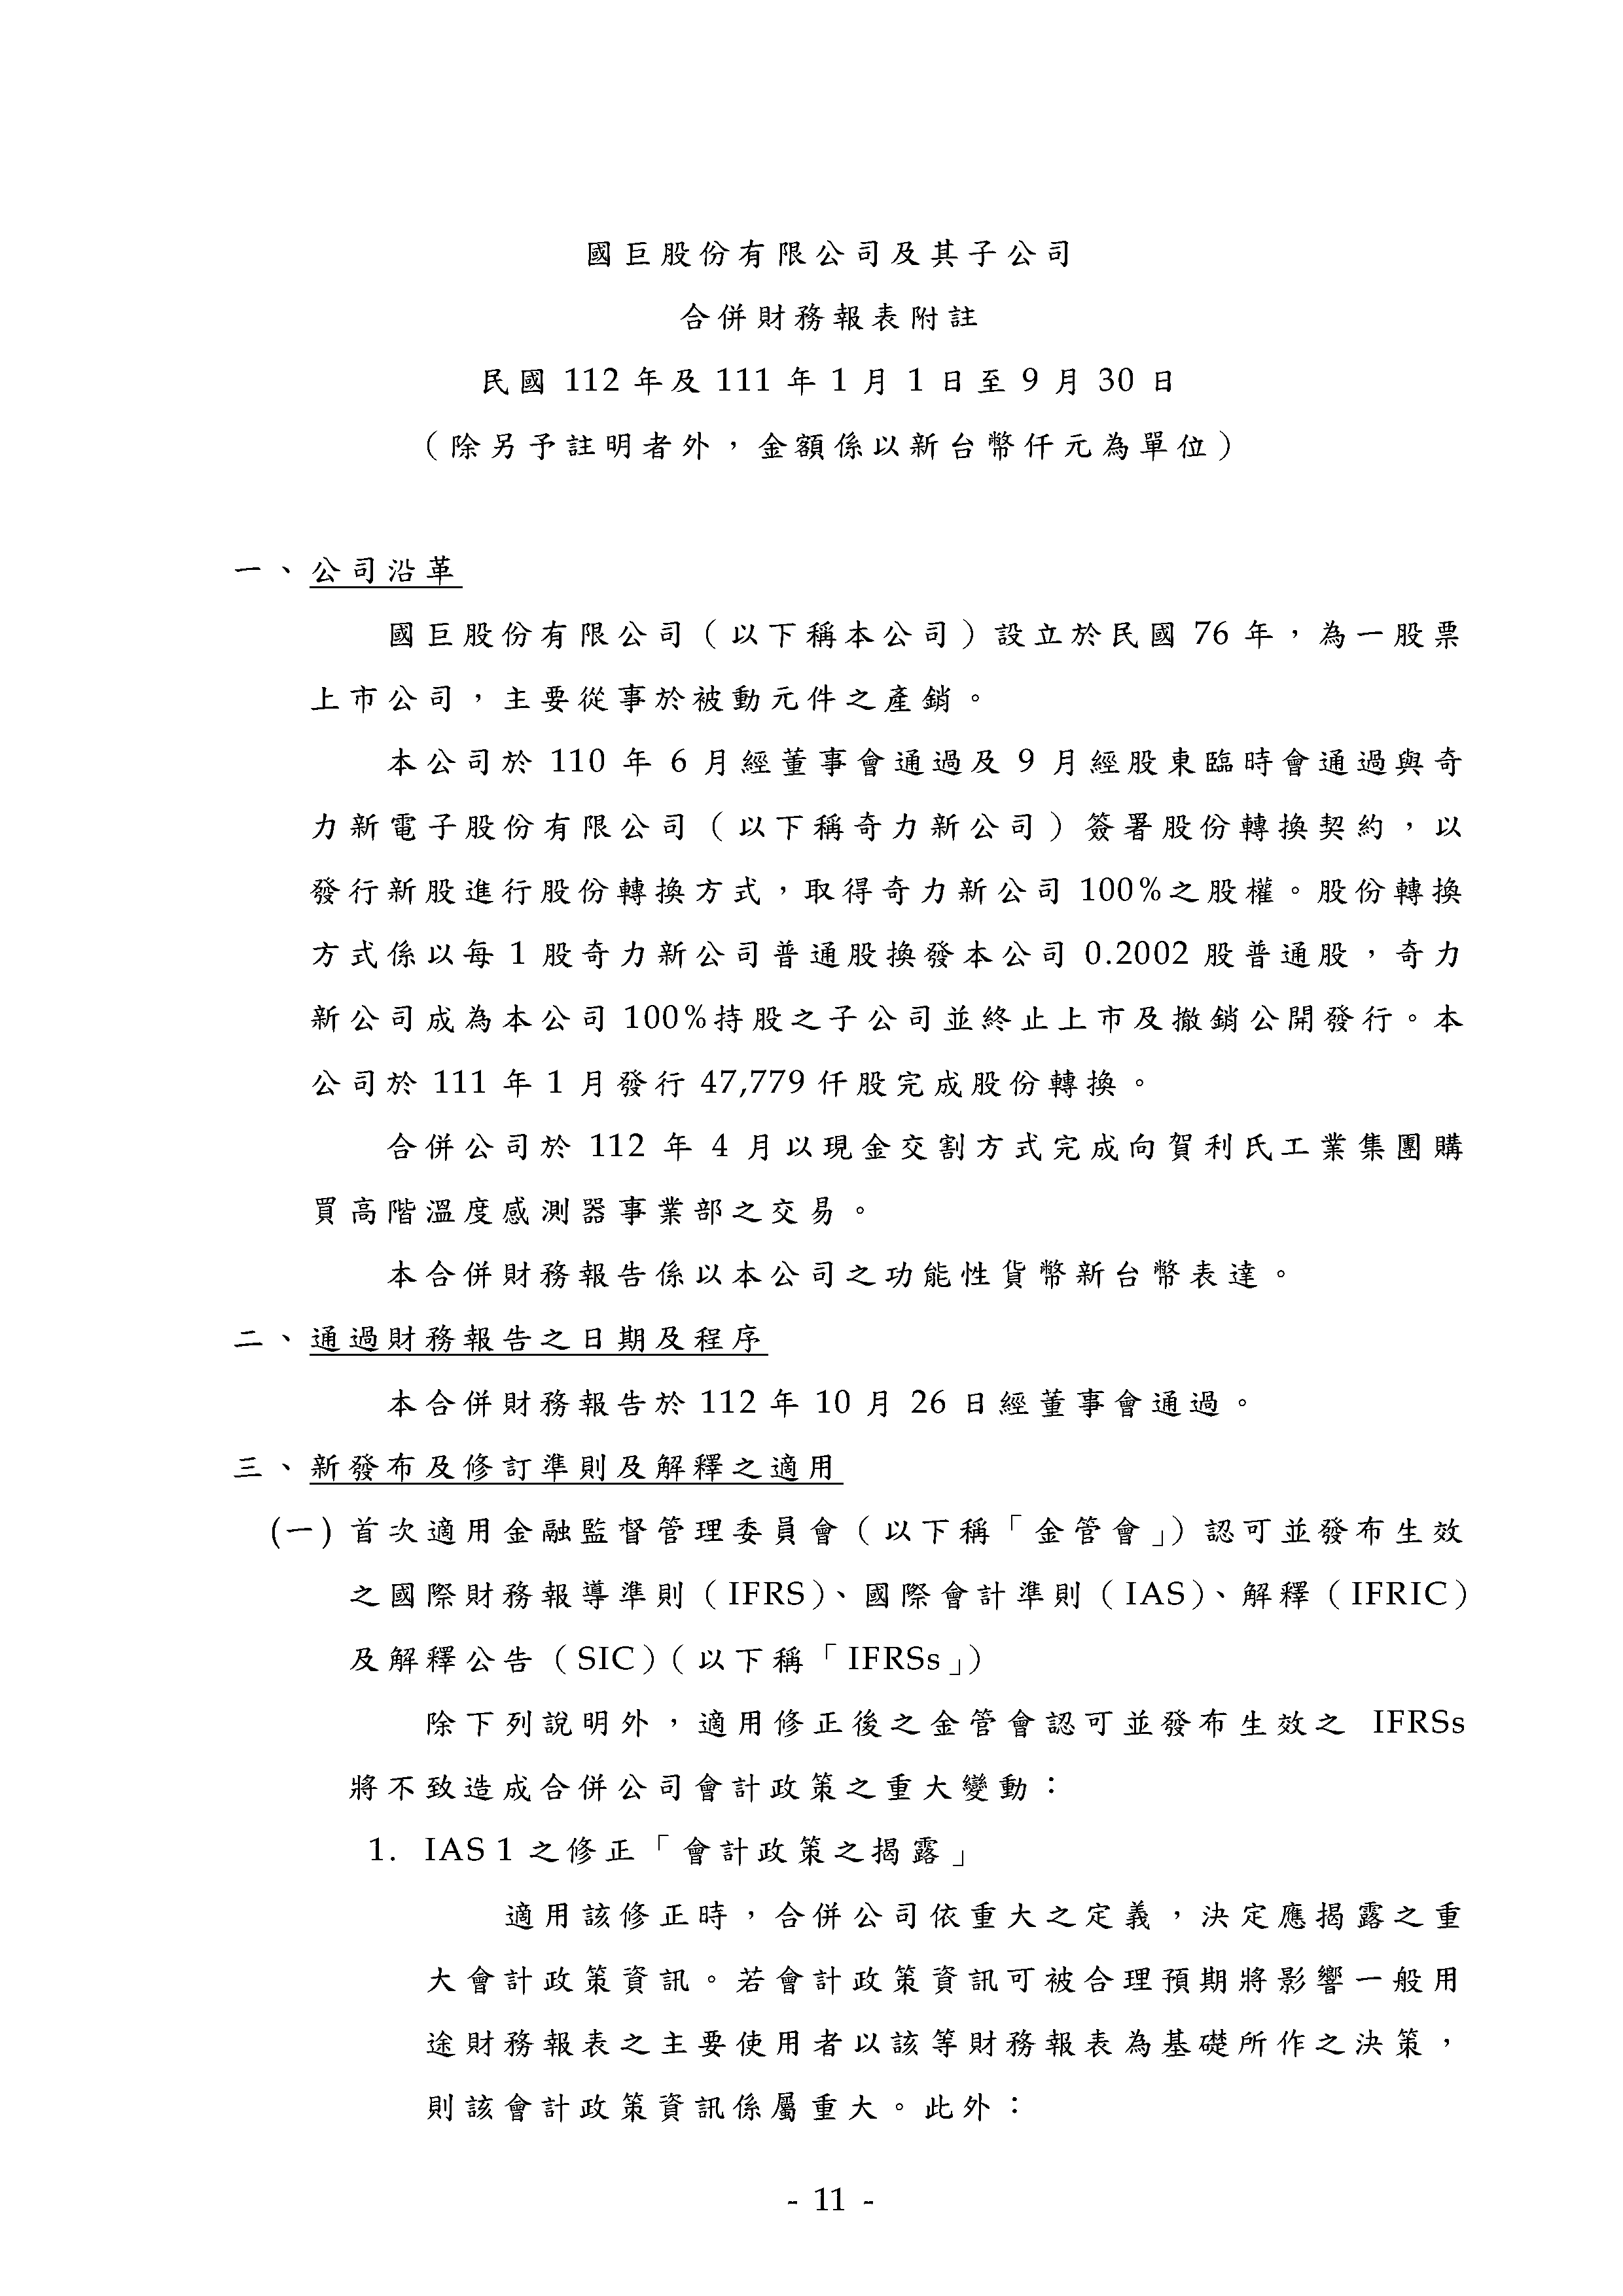 國巨股份有限公司及其子公司
合併財務報表附註
民國 112 年及 111 年 1 月 1 日至 9 月 30 日
（除另予註明者外，金額係以新台幣仟元為單位）
一、公司沿革
國巨股份有限公司（以下稱本公司）設立於民國 76 年，為一股票
上市公司，主要從事於被動元件之產銷。
本公司於 110 年 6 月經董事會通過及 9 月經股東臨時會通過與奇
力新電子股份有限公司（以下稱奇力新公司）簽署股份轉換契約，以
發行新股進行股份轉換方式，取得奇力新公司 100%之股權。股份轉換
方式係以每 1 股奇力新公司普通股換發本公司 0.2002 股普通股，奇力
新公司成為本公司 100%持股之子公司並終止上市及撤銷公開發行。本
公司於 111 年 1 月發行 47,779 仟股完成股份轉換。
合併公司於 112 年 4 月以現金交割方式完成向賀利氏工業集團購
買高階溫度感測器事業部之交易。
本合併財務報告係以本公司之功能性貨幣新台幣表達。
二、通過財務報告之日期及程序
本合併財務報告於 112 年 10 月 26 日經董事會通過。
三、新發布及修訂準則及解釋之適用
(一) 首次適用金融監督管理委員會（以下稱「金管會」）認可並發布生效
之國際財務報導準則（IFRS）、國際會計準則（IAS）、解釋（IFRIC）
及解釋公告（SIC）（以下稱「IFRSs」）
除下列說明外，適用修正後之金管會認可並發布生效之 IFRSs
將不致造成合併公司會計政策之重大變動：
1. IAS 1 之修正「會計政策之揭露」
適用該修正時，合併公司依重大之定義，決定應揭露之重
大會計政策資訊。若會計政策資訊可被合理預期將影響一般用
途財務報表之主要使用者以該等財務報表為基礎所作之決策，
則該會計政策資訊係屬重大。此外：
- 11 -